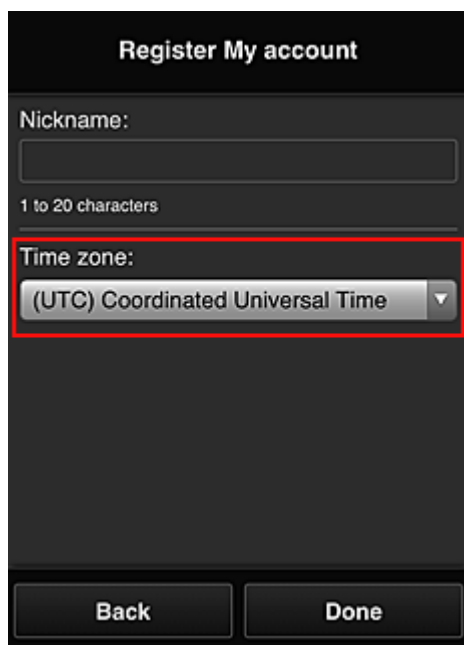 Register My account
Nickname:
1 to 20 characters
Time zone:
(UTC) Coordinated Universal Time
Back
Done